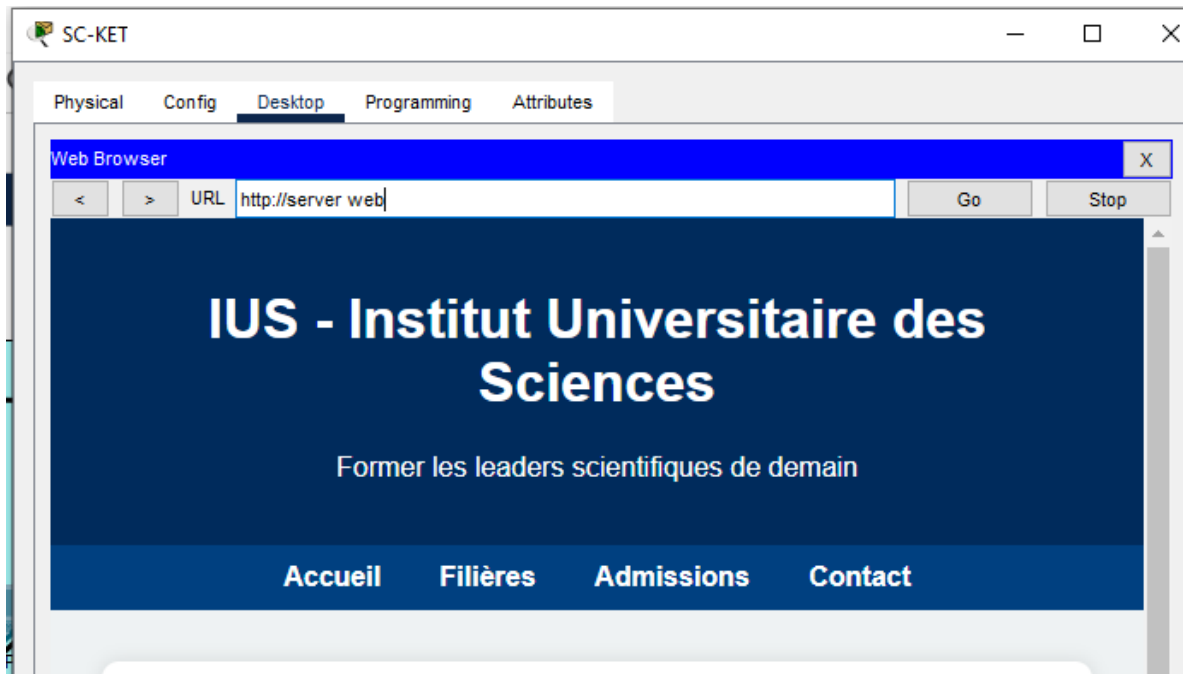 SC-KET
Physical Config Desktop Programming Attributes
Web Browser X
< > URL http://server web Go Stop
IUS - Institut Universitaire des
Sciences
Former les leaders scientifiques de demain
Accueil Filières Admissions Contact